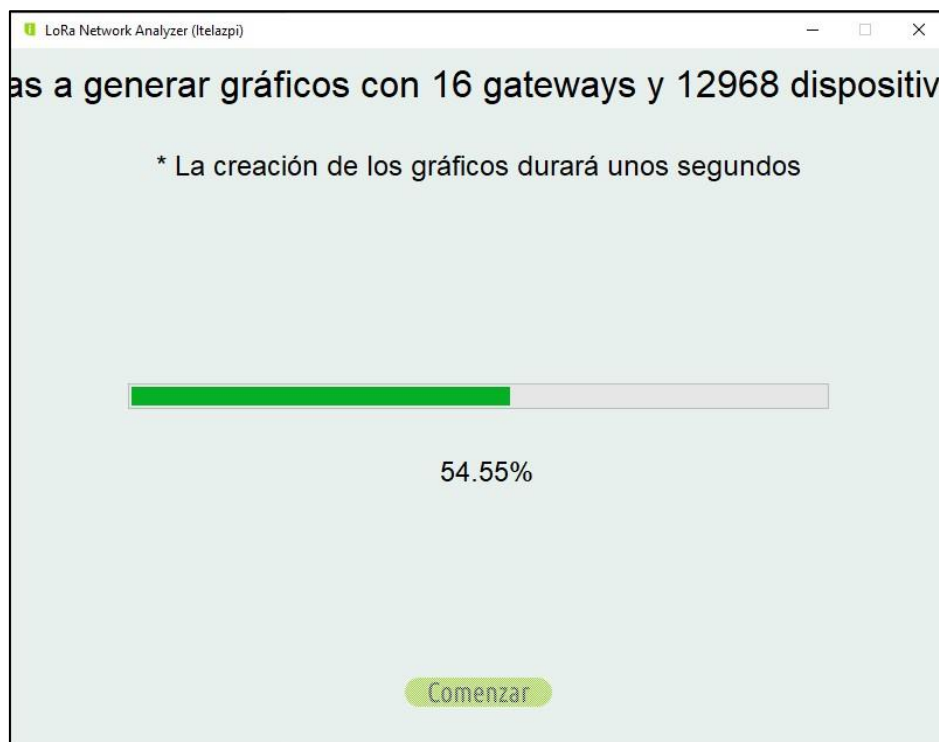 LoRa Network Analyzer (Itelazpi)
as a generar gráficos con 16 gateways y 12968 dispositiv
* La creación de los gráficos durará unos segundos
54.55%
Comenzar